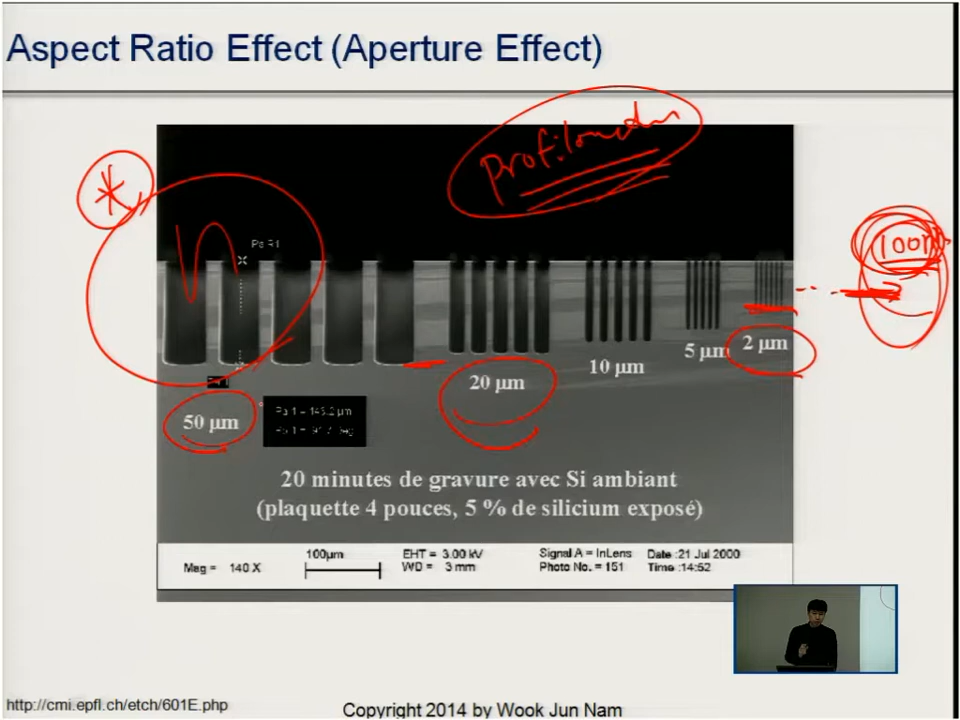 Aspect Ratio Effect (Aperture Effect)
100n
50 µm
20 µm
10 µm
5 µm
2 µm
20 minutes de gravure avec Si ambiant
(plaquette 4 pouces, 5 % de silicium exposé)
Mag = 140 X
100µm
EHT = 3.00 kV
WD = 3 mm
Signal A = InLens
Photo No. = 151
Date :21 Jul 2000
Time :14:52
http://cmi.epfl.ch/etch/601E.php
Copyright 2014 by Wook Jun Nam